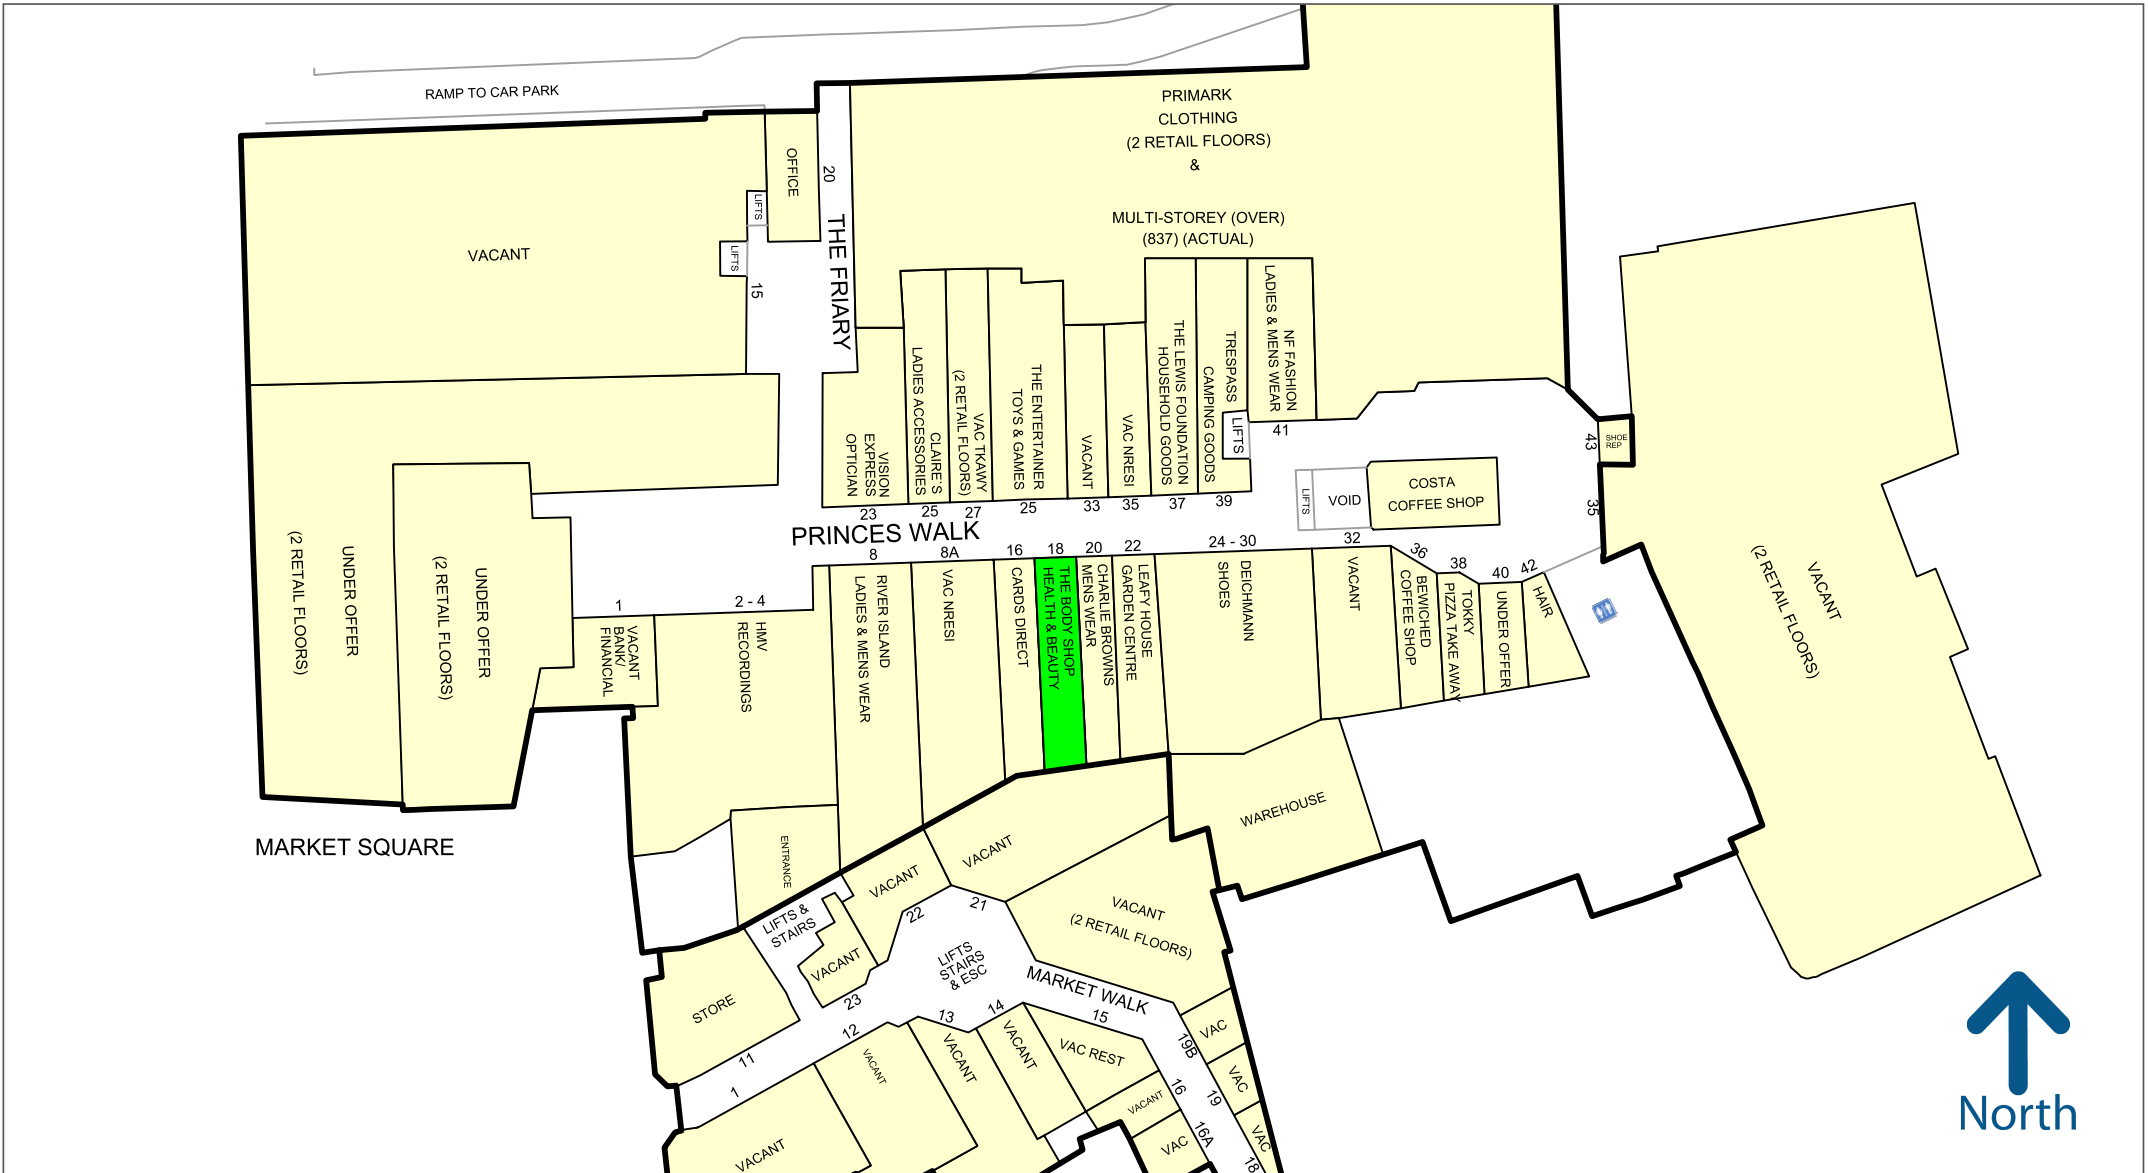 RAMP TO CAR PARK
PRIMARK
CLOTHING
(2 RETAIL FLOORS)
&
MULTI-STOREY (OVER)
(837) (ACTUAL)
OFFICE
20
LIFTS
LIFTS
VACANT
15
THE FRIARY
VISION
EXPRESS
OPTICIAN
CLAIRE'S
LADIES ACCESSORIES
VAC TKAWY
(2 RETAIL FLOORS)
THE ENTERTAINER
TOYS & GAMES
VACANT
VAC NRESI
THE LEWIS FOUNDATION
HOUSEHOLD GOODS
TRESPASS
CAMPING GOODS
LIFTS
NF FASHION
LADIES & MENS WEAR
41
23
25
27
25
33
35
37
39
LIFTS
VOID
COSTA
COFFEE SHOP
43
SHOE
REP
35
PRINCES WALK
8
8A
16
18
20
22
24 - 30
32
36
38
40
42
UNDER OFFER
(2 RETAIL FLOORS)
UNDER OFFER
(2 RETAIL FLOORS)
1
VACANT
BANK/
FINANCIAL
2 - 4
HMV
RECORDINGS
RIVER ISLAND
LADIES & MENS WEAR
VAC NRESI
CARDS DIRECT
THE BODY SHOP
HEALTH & BEAUTY
CHARLIE BROWNS
MENS WEAR
LEAFY HOUSE
GARDEN CENTRE
DEICHMANN
SHOES
VACANT
BEWICHED
COFFEE SHOP
TOKKY
PIZZA TAKE AWAY
UNDER OFFER
HAIR
VACANT
(2 RETAIL FLOORS)
MARKET SQUARE
ENTRANCE
WAREHOUSE
VACANT
VACANT
LIFTS &
STAIRS
22
21
VACANT
(2 RETAIL FLOORS)
VACANT
23
LIFTS
STAIRS
& ESC
MARKET WALK
STORE
11
12
13
14
15
1
VACANT
VACANT
VACANT
VACANT
VAC REST
19B
VAC
16
VACANT
19
VAC
16A
VAC
18
VAC
North